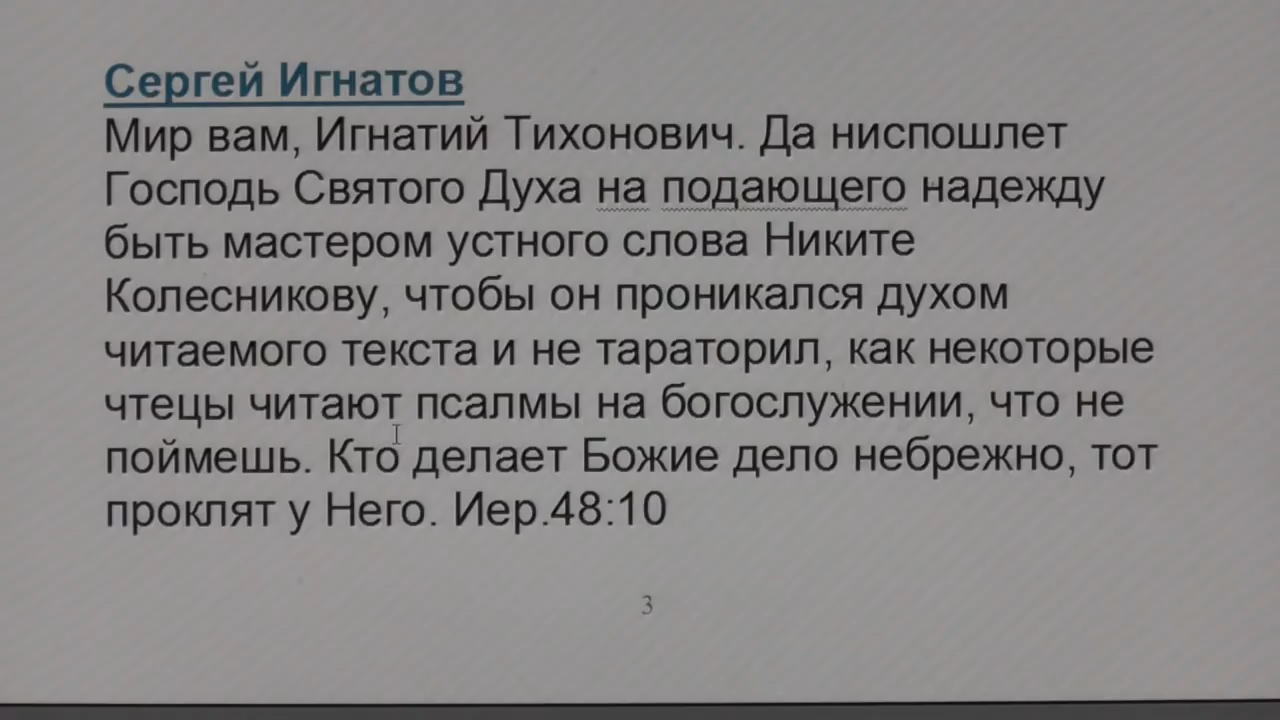 Сергей Игнатов
Мир вам, Игнатий Тихонович. Да ниспошлет
Господь Святого Духа на подающего надежду
быть мастером устного слова Никите
Колесникову, чтобы он проникался духом
читаемого текста и не тараторил, как некоторые
чтецы читают псалмы на богослужении, что не
поймешь. Кто делает Божие дело небрежно, тот
проклят у Него. Иер.48:10
3